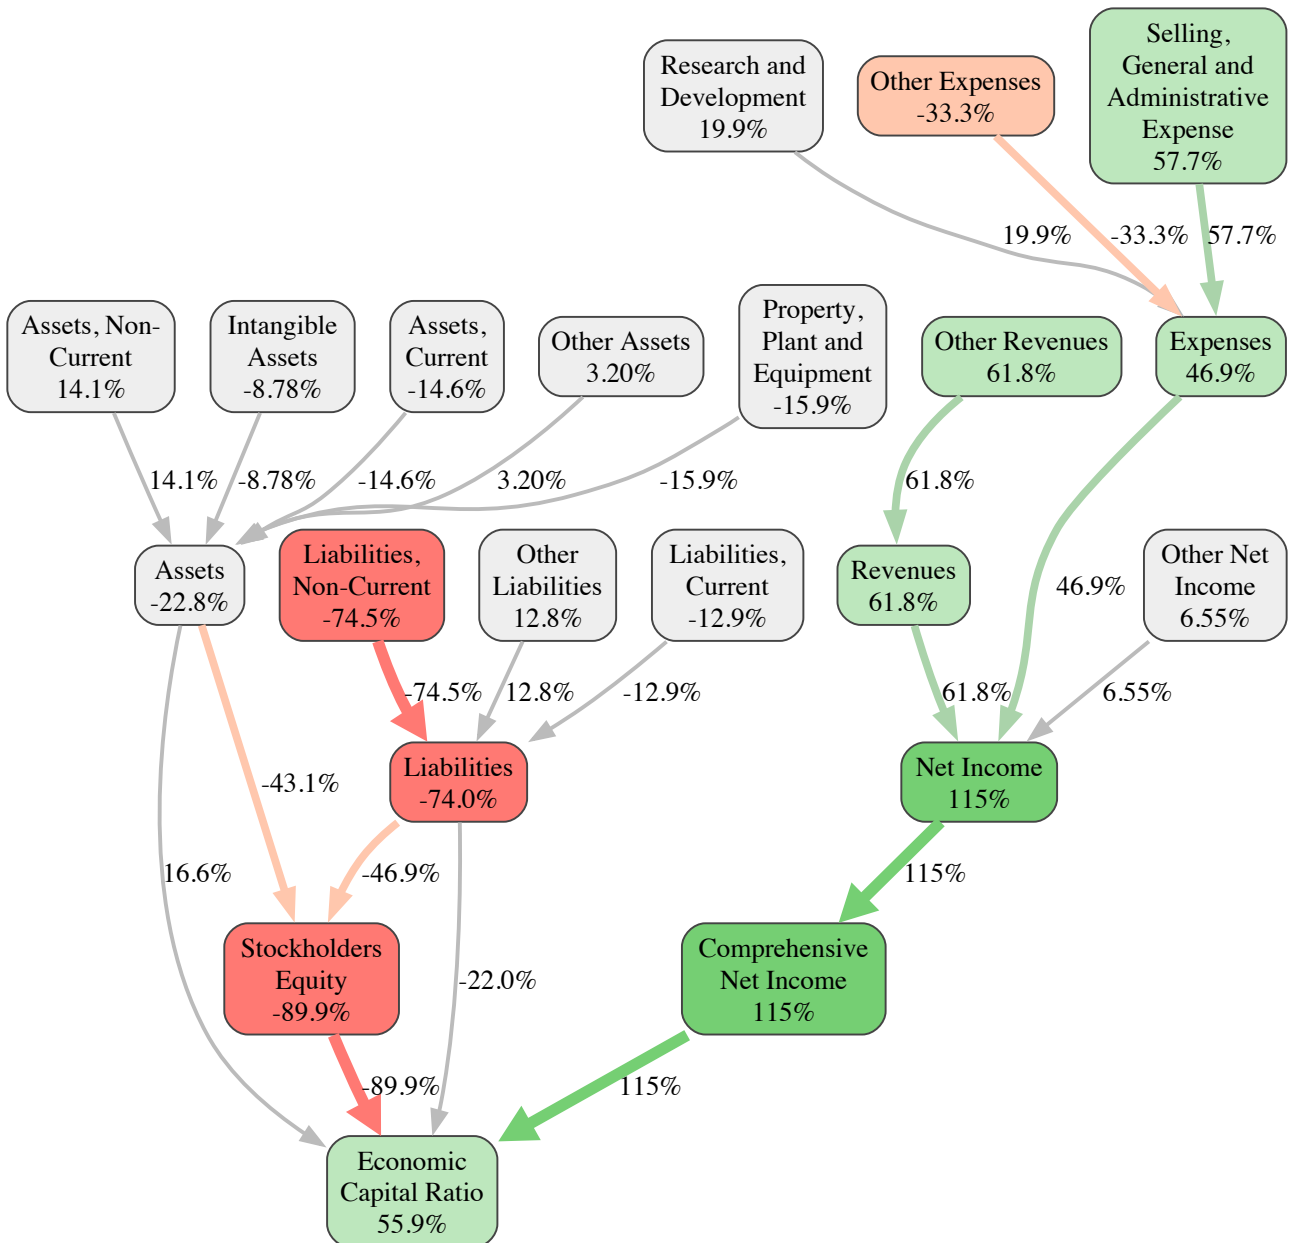 Selling,
General and
Administrative
Expense
57.7%
Research and
Development
19.9%
Other Expenses
-33.3%
19.9%
-33.3%
57.7%
Assets, Non-
Current
14.1%
Intangible
Assets
-8.78%
Assets,
Current
-14.6%
Other Assets
3.20%
Property,
Plant and
Equipment
-15.9%
Other Revenues
61.8%
Expenses
46.9%
14.1%
-8.78%
-14.6%
3.20%
-15.9%
61.8%
Assets
-22.8%
Liabilities,
Non-Current
-74.5%
Other
Liabilities
12.8%
Liabilities,
Current
-12.9%
Revenues
61.8%
46.9%
Other Net
Income
6.55%
-74.5%
12.8%
-12.9%
61.8%
6.55%
Liabilities
-74.0%
Net Income
115%
-43.1%
16.6%
-46.9%
115%
Stockholders
Equity
-89.9%
-22.0%
Comprehensive
Net Income
115%
-89.9%
115%
Economic
Capital Ratio
55.9%